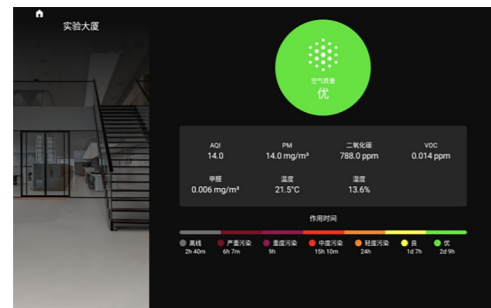 实验大厦
空气质量
优
AQI PM 二氧化碳 VOC
14.0 14.0 mg/m³ 788.0 ppm 0.014 ppm
甲醛 温度 湿度
0.006 mg/m³ 21.5°C 13.6%
作用时间
离线 严重污染 重度污染 中度污染 轻度污染 良 优
2h 40m 6h 7m 9h 15h 10m 24h 1d 7h 2d 9h